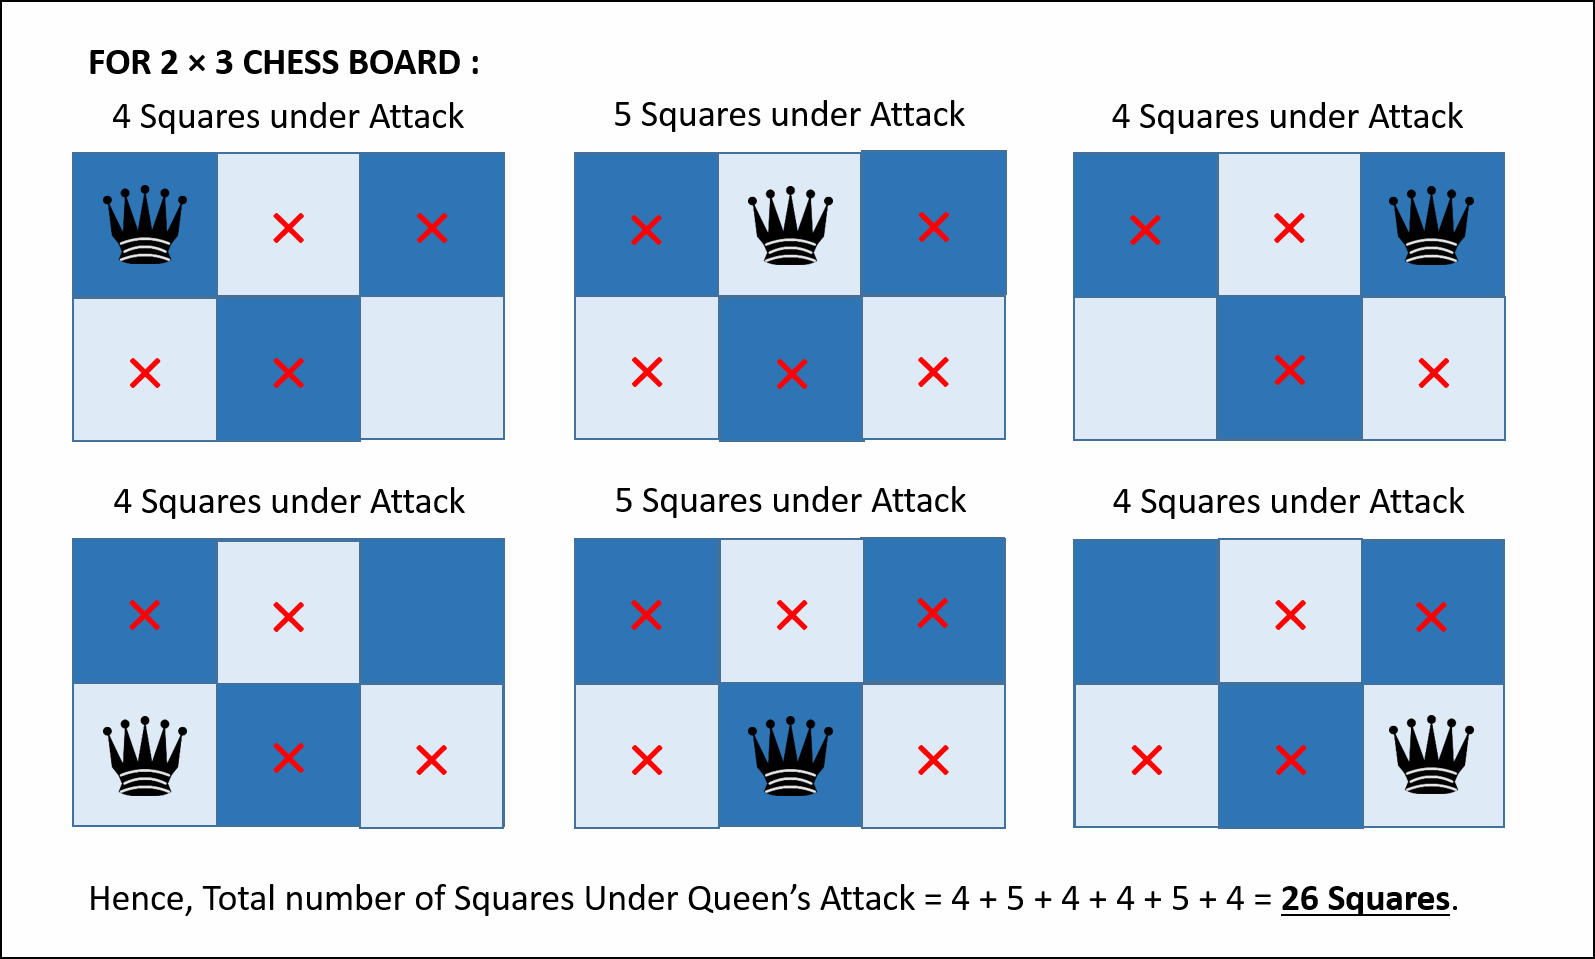 FOR 2 × 3 CHESS BOARD :
4 Squares under Attack
5 Squares under Attack
4 Squares under Attack
4 Squares under Attack
5 Squares under Attack
4 Squares under Attack
Hence, Total number of Squares Under Queen’s Attack = 4 + 5 + 4 + 4 + 5 + 4 = 26 Squares.